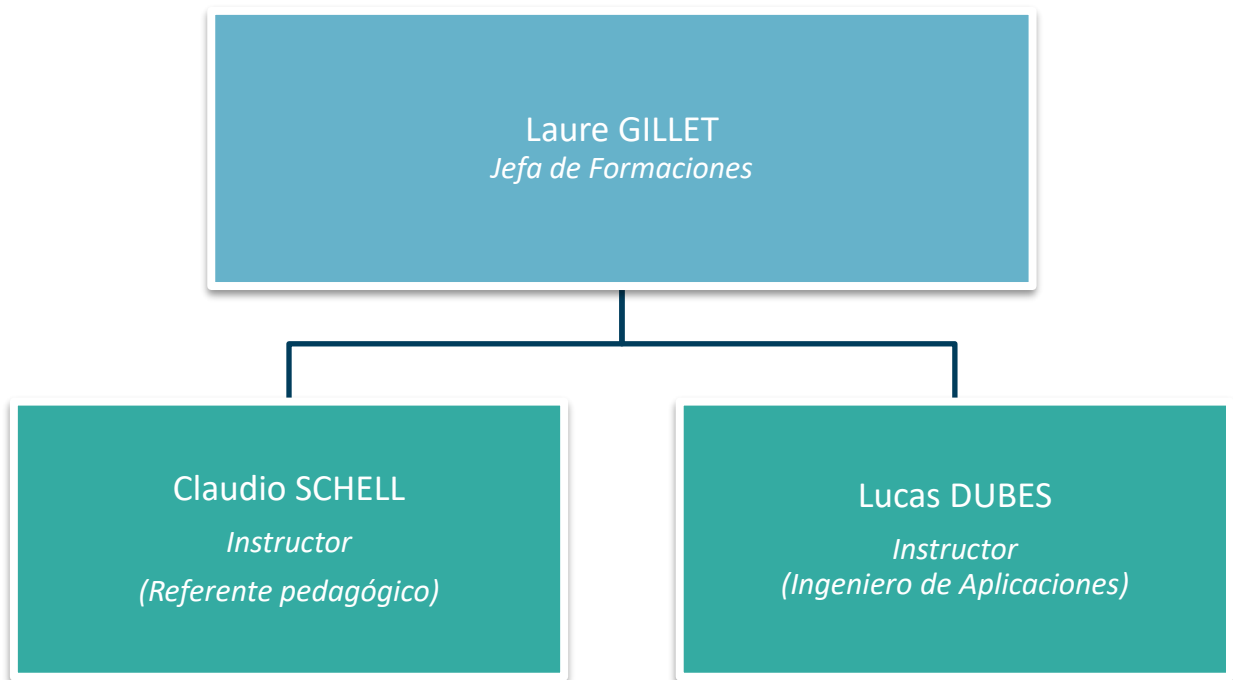 Laure GILLET
Jefa de Formaciones
Claudio SCHELL
Instructor
(Referente pedagógico)
Lucas DUBES
Instructor
(Ingeniero de Aplicaciones)